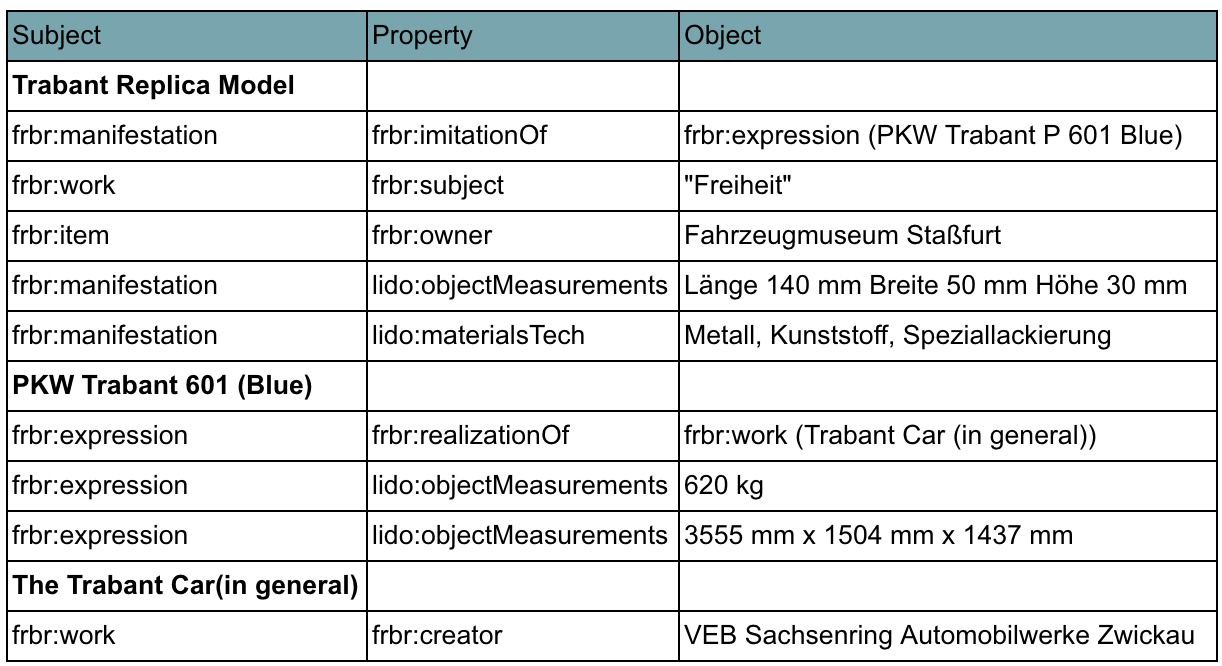 Subject Property Object
Trabant Replica Model
frbr:manifestation frbr:imitationOf frbr:expression (PKW Trabant P 601 Blue)
frbr:work frbr:subject "Freiheit"
frbr:item frbr:owner Fahrzeugmuseum Staßfurt
frbr:manifestation lido:objectMeasurements Länge 140 mm Breite 50 mm Höhe 30 mm
frbr:manifestation lido:materialsTech Metall, Kunststoff, Speziallackierung
PKW Trabant 601 (Blue)
frbr:expression frbr:realizationOf frbr:work (Trabant Car (in general))
frbr:expression lido:objectMeasurements 620 kg
frbr:expression lido:objectMeasurements 3555 mm x 1504 mm x 1437 mm
The Trabant Car(in general)
frbr:work frbr:creator VEB Sachsenring Automobilwerke Zwickau